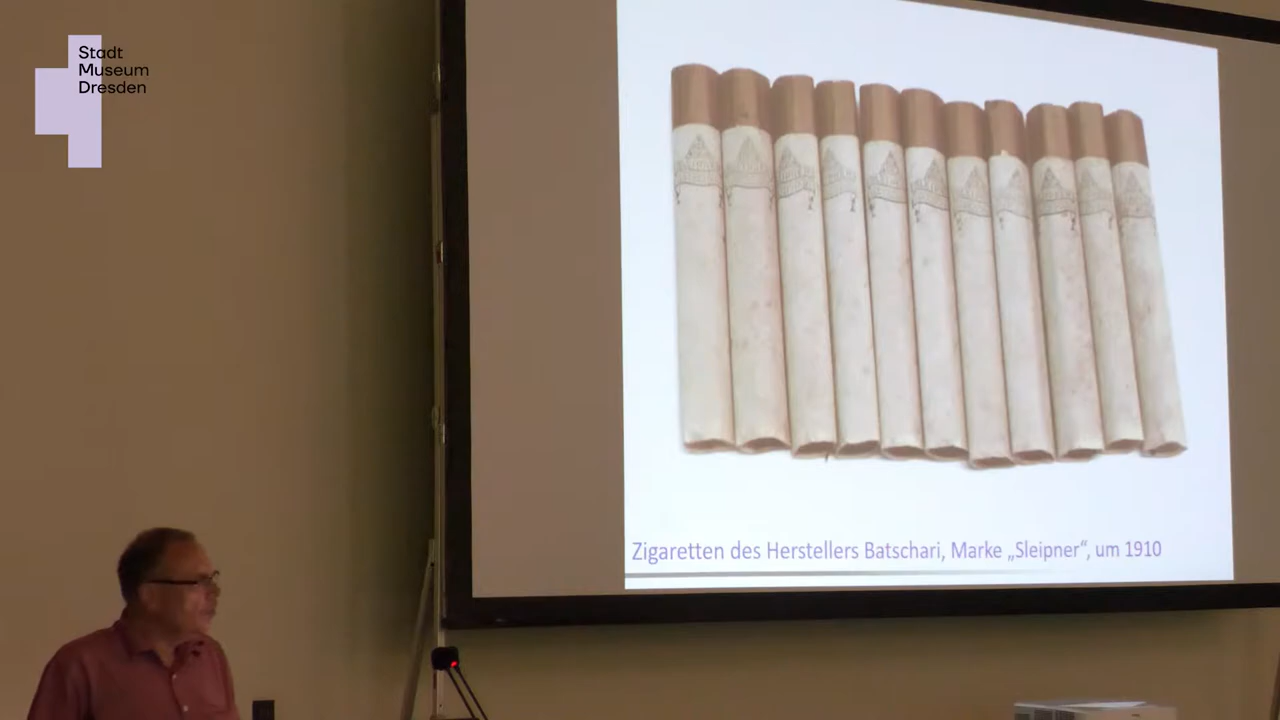 Stadt
Museum
Dresden
Zigaretten des Herstellers Batschari, Marke „Sleipner“, um 1910